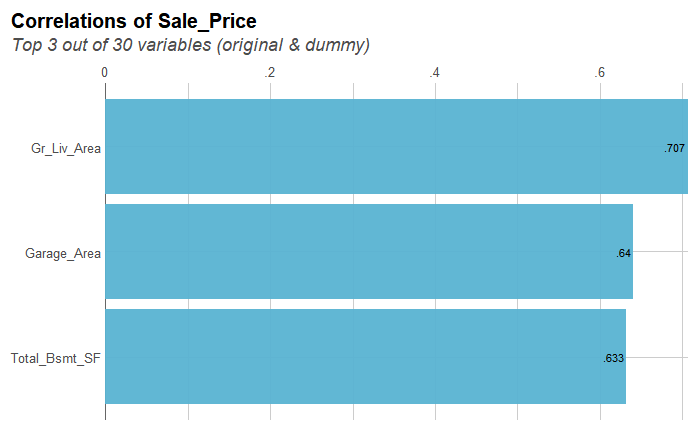 Correlations of Sale_Price
Top 3 out of 30 variables (original & dummy)
0 .2 .4 .6
Gr_Liv_Area .707
Garage_Area .64
Total_Bsmt_SF .633